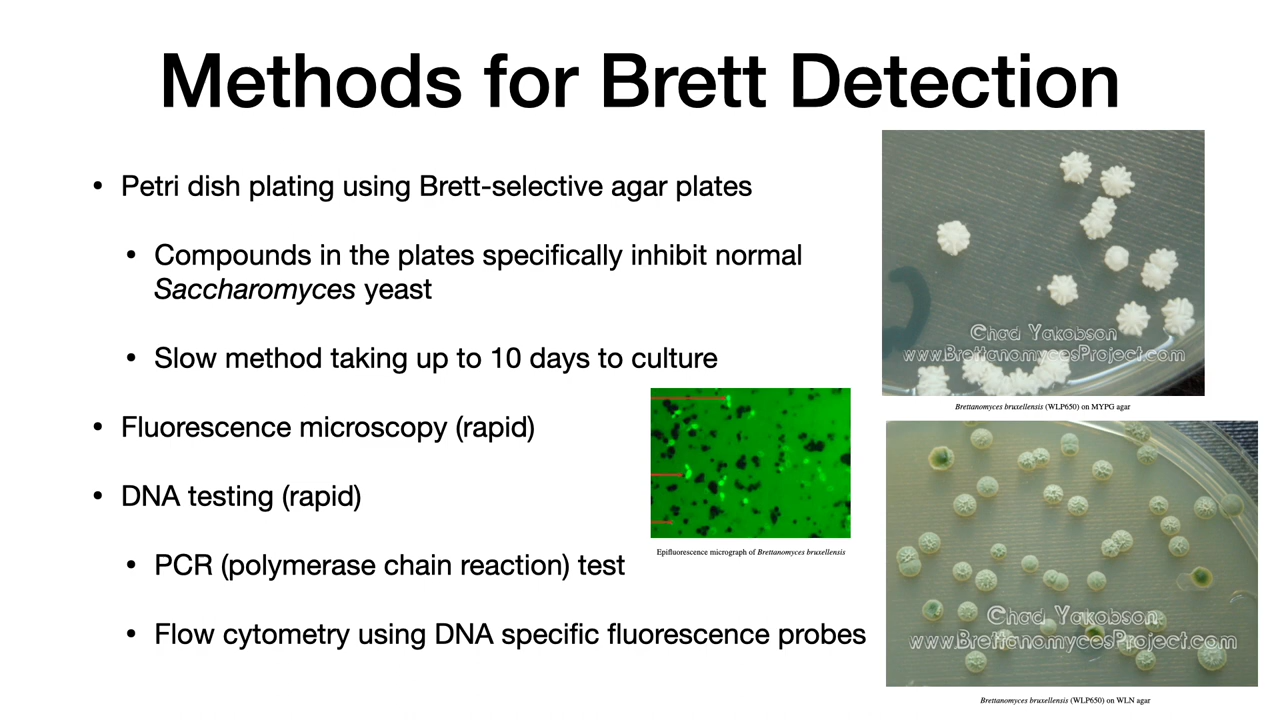 Methods for Brett Detection
• Petri dish plating using Brett-selective agar plates
• Compounds in the plates specifically inhibit normal
Saccharomyces yeast
• Slow method taking up to 10 days to culture
• Fluorescence microscopy (rapid)
• DNA testing (rapid)
• PCR (polymerase chain reaction) test
• Flow cytometry using DNA specific fluorescence probes
Epifluorescence micrograph of Brettanomyces bruxellensis
Chad Yakobson
www.BrettanomycesProject.com
Brettanomyces bruxellensis (WLP650) on MYPG agar
Chad Yakobson
www.BrettanomycesProject.com
Brettanomyces bruxellensis (WLP650) on WLN agar